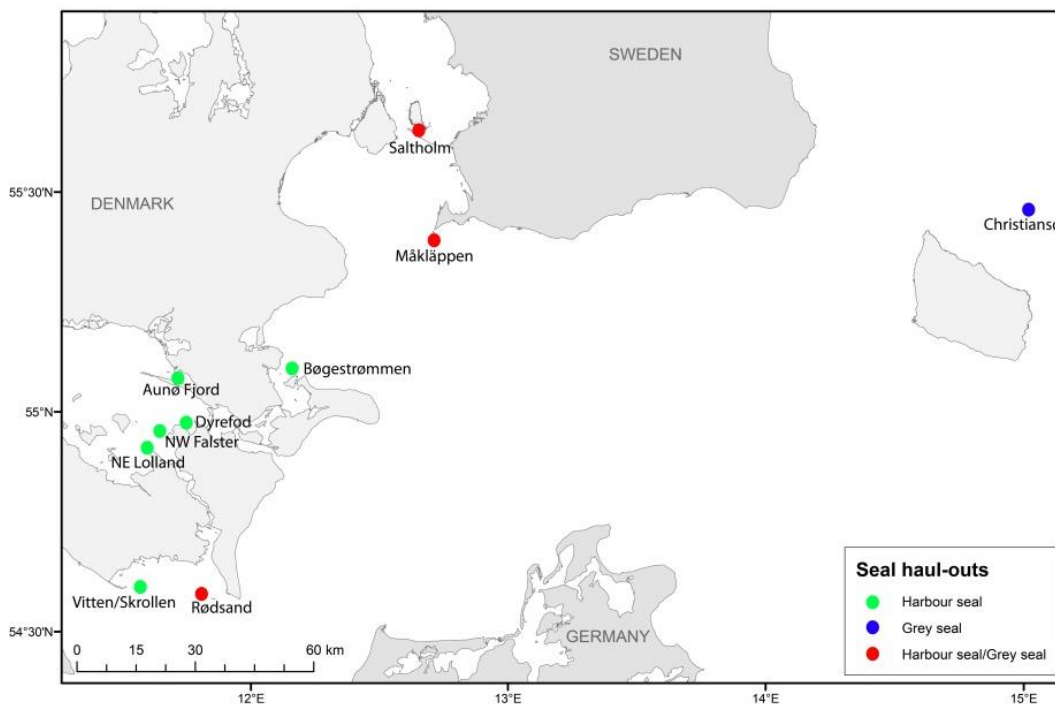 SWEDEN
Saltholm
55°30'N
DENMARK
Christiansø
Måkläppen
Bøgestrømmen
Aunø Fjord
55°N
Dyrefod
NW Falster
NE Lolland
Seal haul-outs
Vitten/Skrollen
Rødsand
Harbour seal
54°30'N
GERMANY
Grey seal
0 15 30 60 km
Harbour seal/Grey seal
12°E
13°E
14°E
15°E